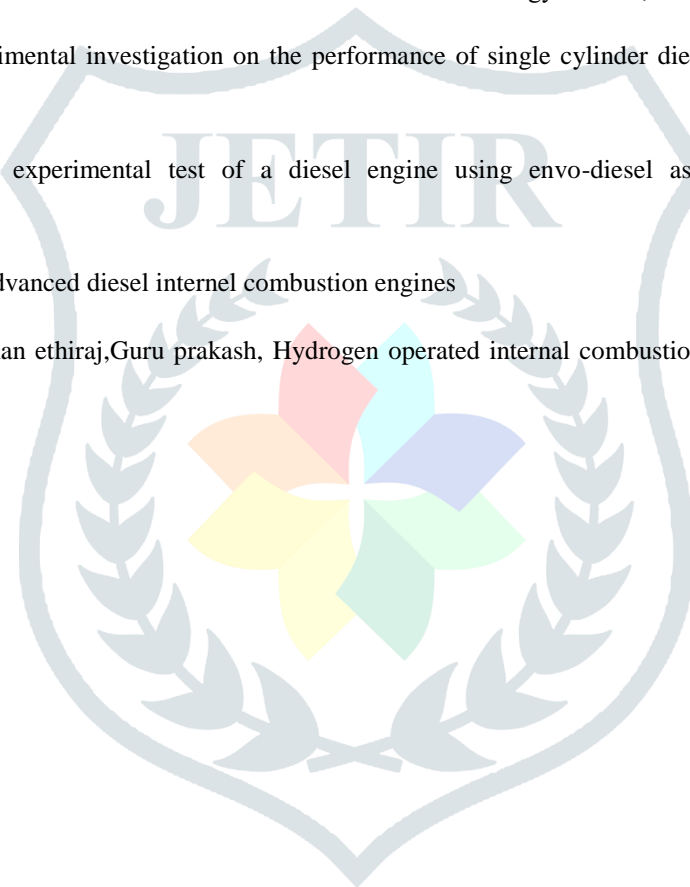 imental investigation on the performance of single cylinder die
JETIR
experimental test of a diesel engine using envo-diesel as
dvanced diesel internel combustion engines
an ethiraj,Guru prakash, Hydrogen operated internal combustio